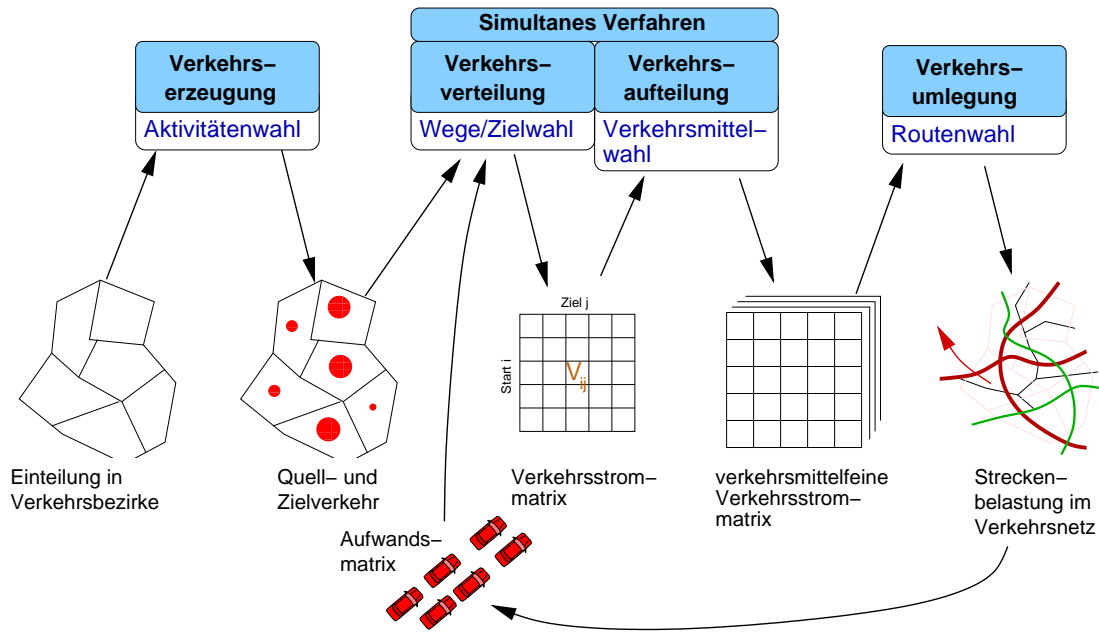 Simultanes Verfahren
Verkehrs–
erzeugung
Aktivitätenwahl
Verkehrs–
verteilung
Wege/Zielwahl
Verkehrs–
aufteilung
Verkehrsmittel–
wahl
Verkehrs–
umlegung
Routenwahl
Ziel j
Start i
V_ij
Einteilung in
Verkehrsbezirke
Quell– und
Zielverkehr
Verkehrsstrom–
matrix
verkehrsmittelfeine
Verkehrsstrom–
matrix
Strecken–
belastung im
Verkehrsnetz
Aufwands–
matrix